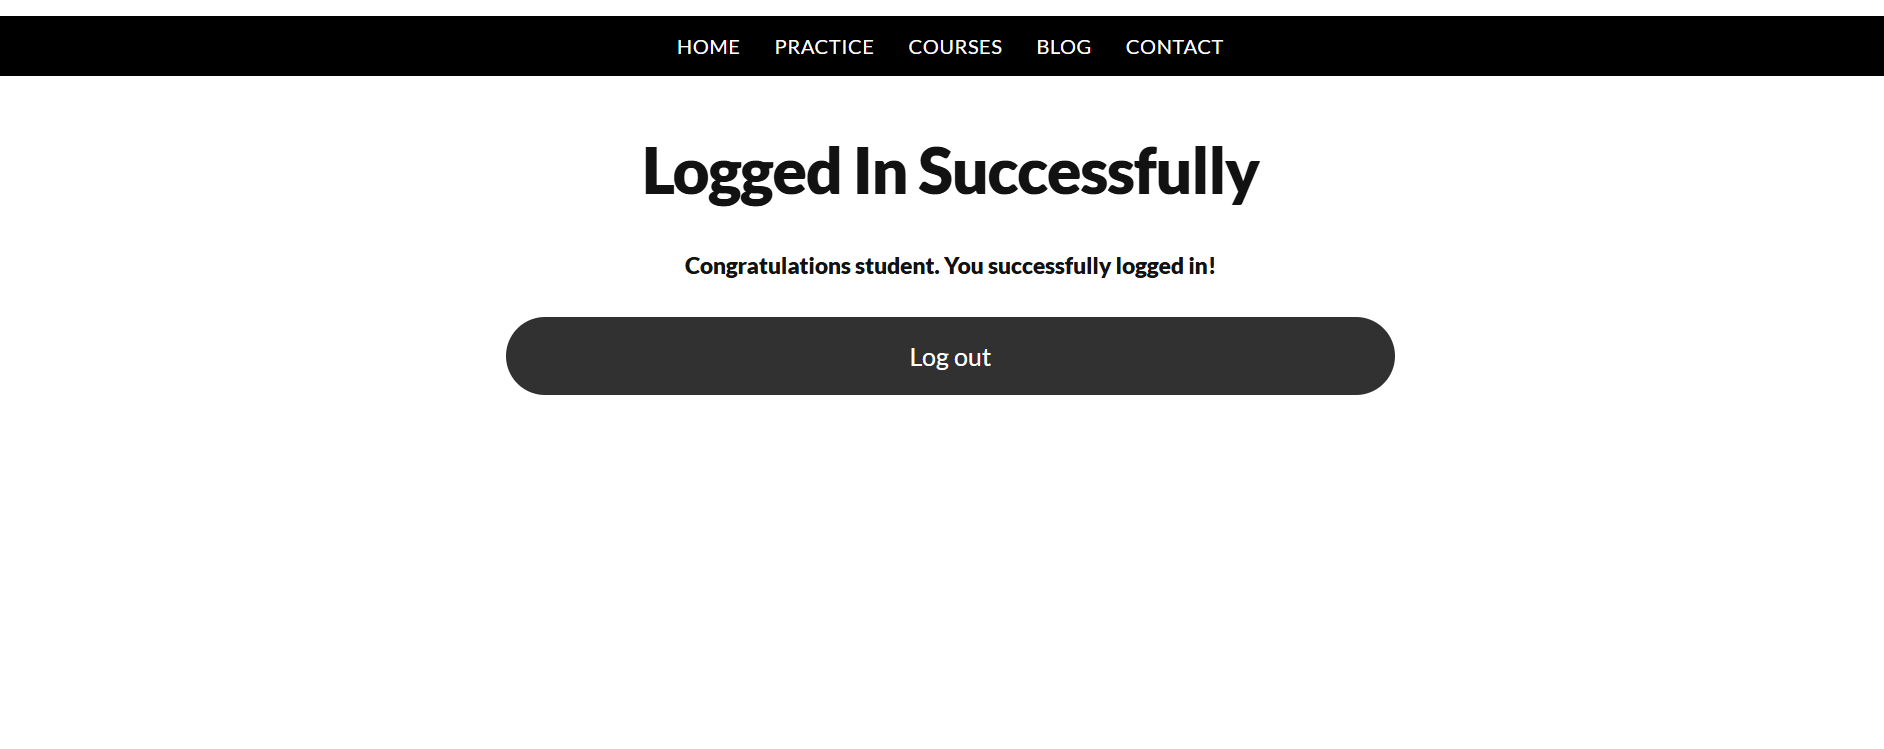 HOME PRACTICE COURSES BLOG CONTACT
Logged In Successfully
Congratulations student. You successfully logged in!
Log out